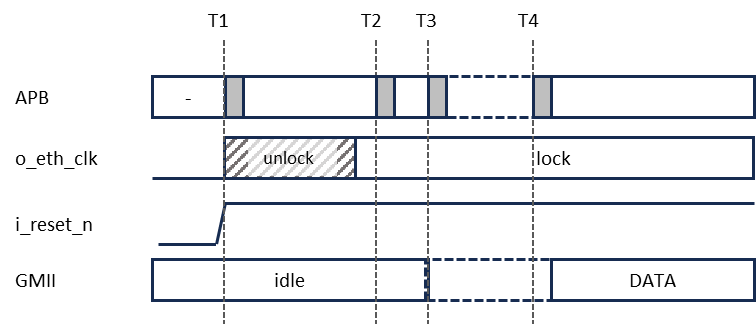 T1 T2 T3 T4
APB -
o_eth_clk unlock lock
i_reset_n
GMII idle DATA